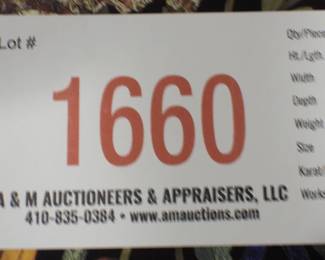 Lot #
1660
A & M AUCTIONEERS & APPRAISERS, LLC
410-835-0384 • www.amauctions.com
Qty/Piece
Ht./Lgth.
Width
Depth
Weight
Size
Karat/
Works